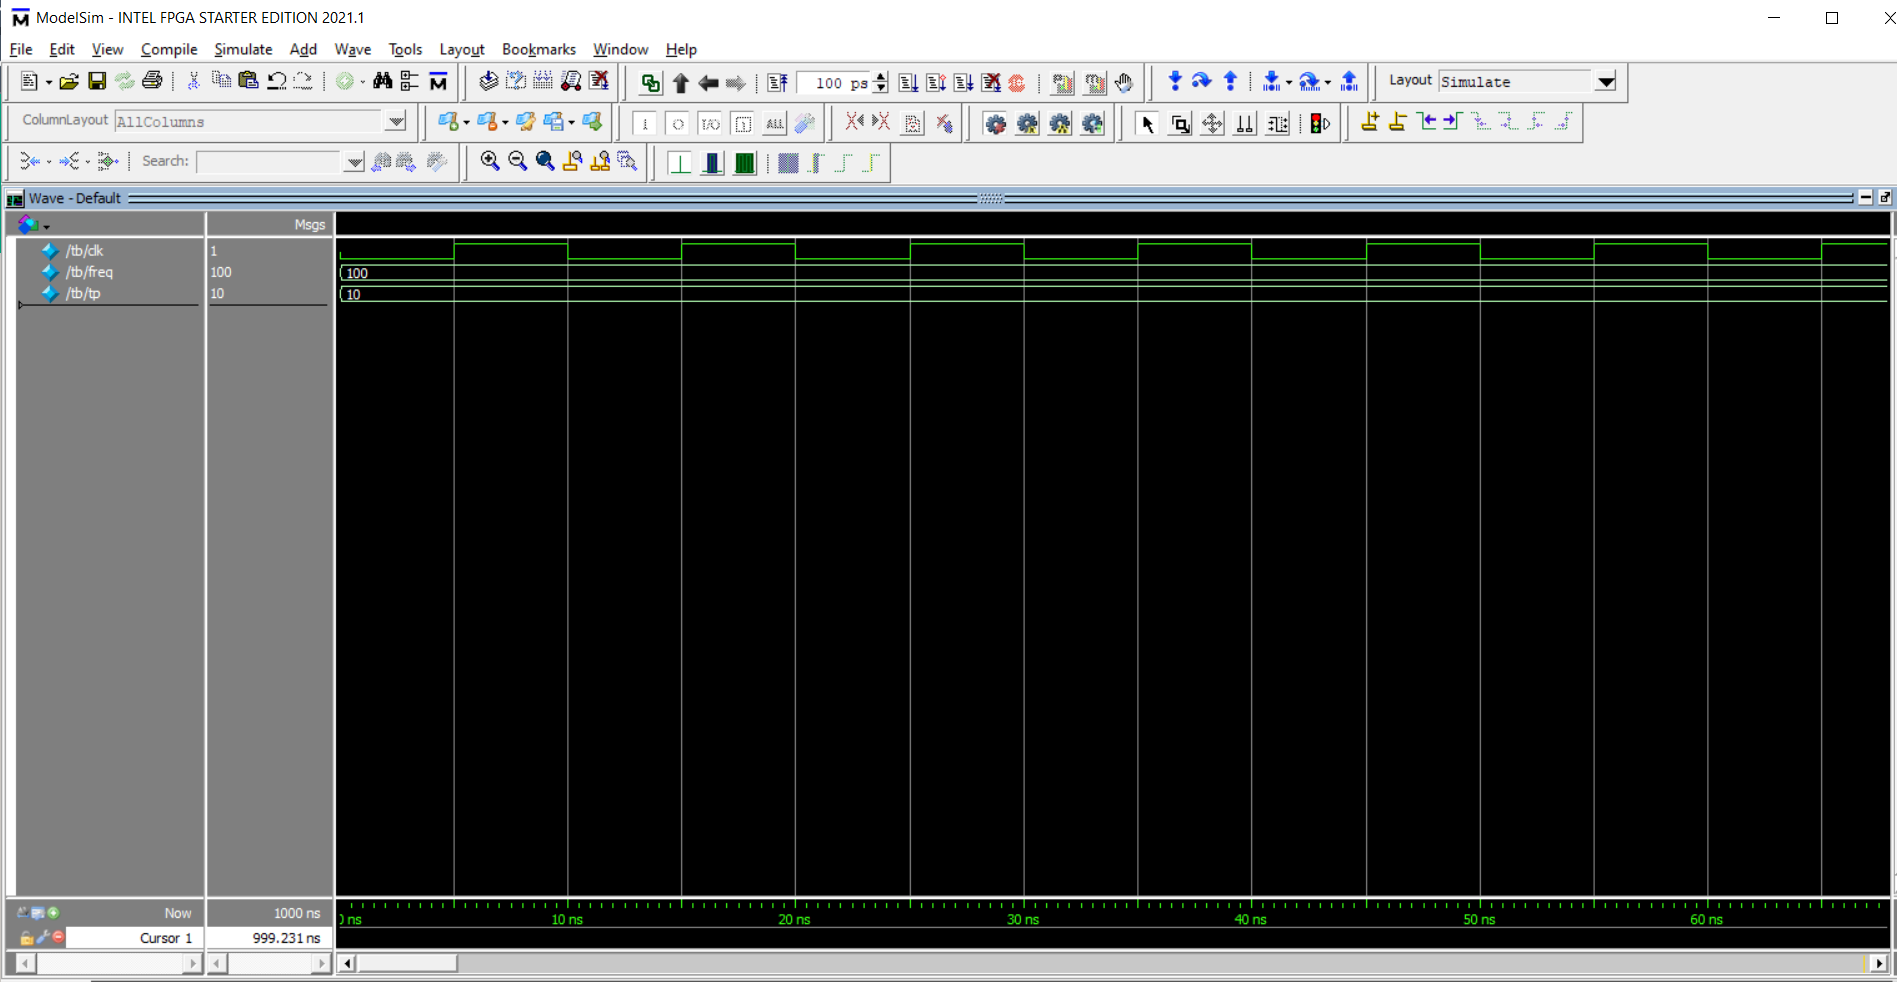 ModelSim - INTEL FPGA STARTER EDITION 2021.1
File Edit View Compile Simulate Add Wave Tools Layout Bookmarks Window Help
100 ps
Layout Simulate
ColumnLayout AllColumns
Search:
Wave - Default
Msgs
/tb/clk 1
/tb/freq 100 100
/tb/tp 10 10
Now 1000 ns
0 ns 10 ns 20 ns 30 ns 40 ns 50 ns 60 ns
Cursor 1 999.231 ns